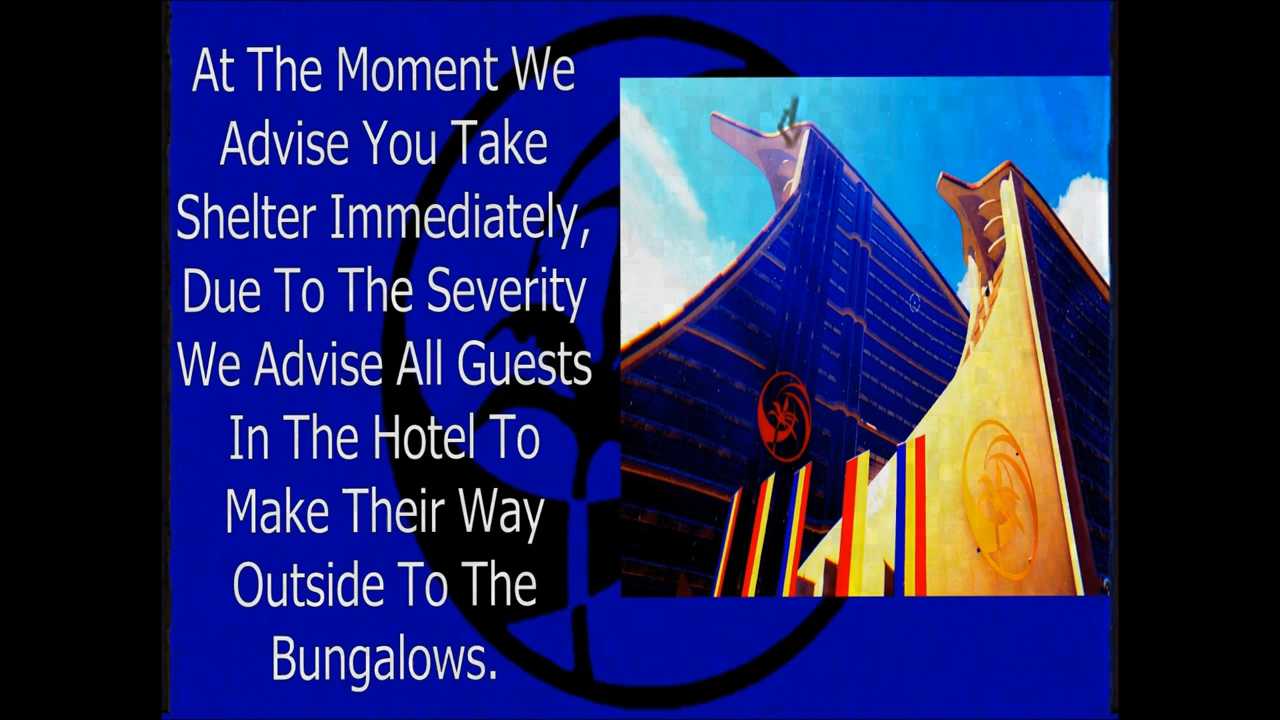 At The Moment We
Advise You Take
Shelter Immediately,
Due To The Severity
We Advise All Guests
In The Hotel To
Make Their Way
Outside To The
Bungalows.